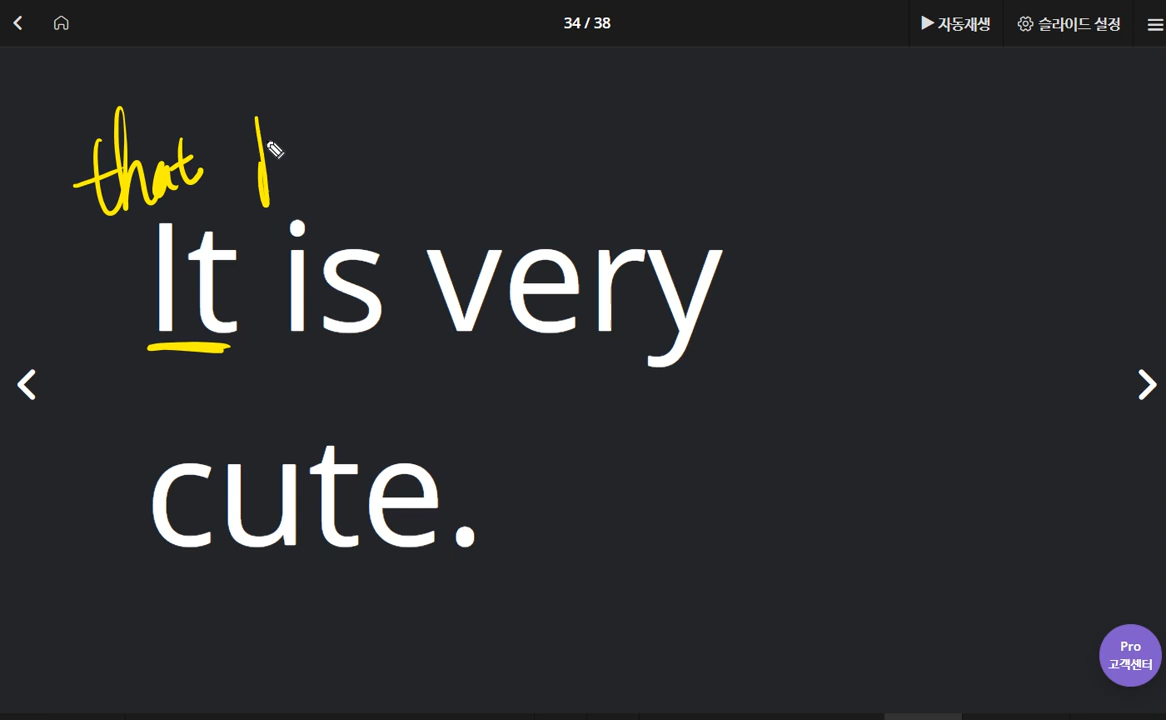 34 / 38
▶ 자동재생
슬라이드 설정
that
It is very
cute.
Pro
고객센터